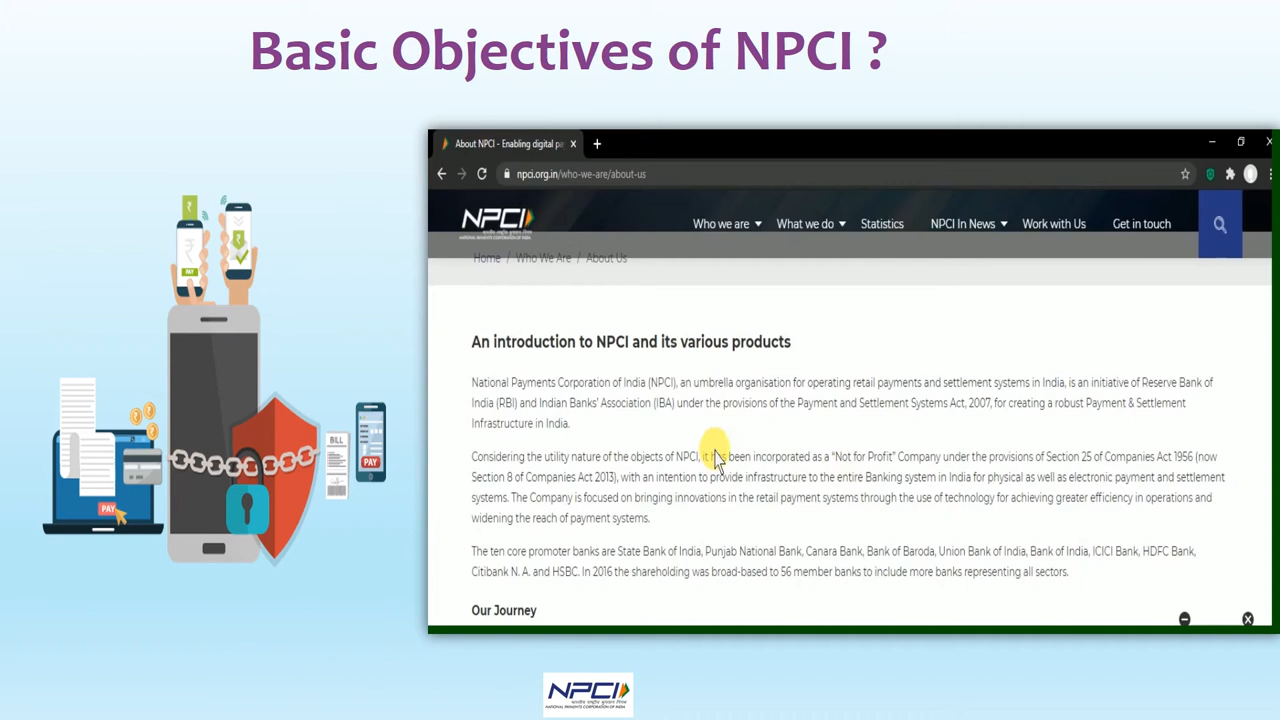 Basic Objectives of NPCI ?
About NPCI - Enabling digital pa
npci.org.in/who-we-are/about-us
NPCI
NATIONAL PAYMENTS CORPORATION OF INDIA
Who we are What we do Statistics NPCI In News Work with Us Get in touch
Home / Who We Are / About Us
An introduction to NPCI and its various products
National Payments Corporation of India (NPCI), an umbrella organisation for operating retail payments and settlement systems in India, is an initiative of Reserve Bank of
India (RBI) and Indian Banks' Association (IBA) under the provisions of the Payment and Settlement Systems Act, 2007, for creating a robust Payment & Settlement
Infrastructure in India.
Considering the utility nature of the objects of NPCI, it has been incorporated as a "Not for Profit" Company under the provisions of Section 25 of Companies Act 1956 (now
Section 8 of Companies Act 2013), with an intention to provide infrastructure to the entire Banking system in India for physical as well as electronic payment and settlement
systems. The Company is focused on bringing innovations in the retail payment systems through the use of technology for achieving greater efficiency in operations and
widening the reach of payment systems.
The ten core promoter banks are State Bank of India, Punjab National Bank, Canara Bank, Bank of Baroda, Union Bank of India, Bank of India, ICICI Bank, HDFC Bank,
Citibank N. A. and HSBC. In 2016 the shareholding was broad-based to 56 member banks to include more banks representing all sectors.
Our Journey
₹
₹
PAY
₹
PAY
BILL
PAY
NPCI
NATIONAL PAYMENTS CORPORATION OF INDIA